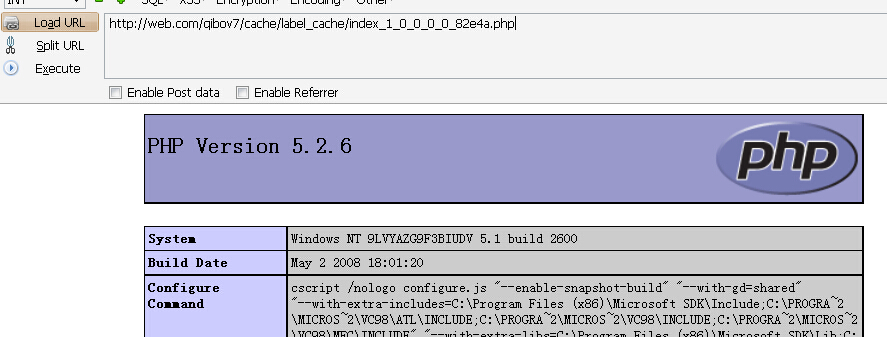 INT SQL XSS Encryption Encoding Other
Load URL http://web.com/qibov7/cache/label_cache/index_1_0_0_0_0_82e4a.php
Split URL
Execute
Enable Post data Enable Referrer
PHP Version 5.2.6
php
System Windows NT 9LVYAZG9F3BIUDV 5.1 build 2600
Build Date May 2 2008 18:01:20
Configure Command cscript /nologo configure.js "--enable-snapshot-build" "--with-gd=shared"
"--with-extra-includes=C:\Program Files (x86)\Microsoft SDK\Include;C:\PROGRA~2
\MICROS~2\VC98\ATL\INCLUDE;C:\PROGRA~2\MICROS~2\VC98\INCLUDE;C:\PROGRA~2\MICROS~2
\VC98\MFC\INCLUDE" "--with-extra-libs=C:\Program Files (x86)\Microsoft SDK\Lib;C: